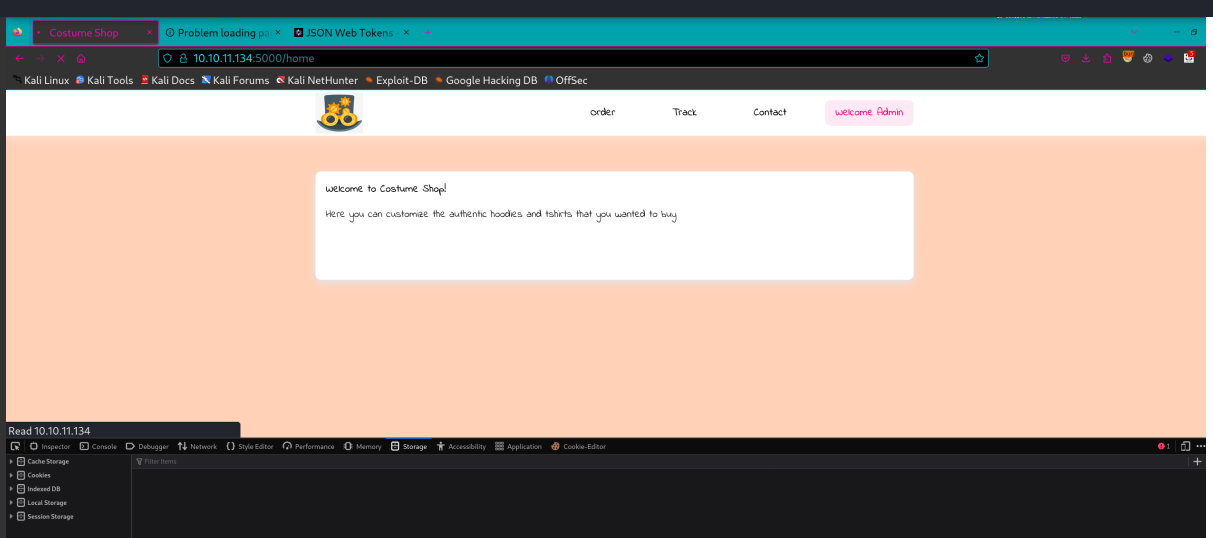 Costume Shop × Problem loading pa × JSON Web Tokens - × +
10.10.11.134:5000/home
Kali Linux Kali Tools Kali Docs Kali Forums Kali NetHunter Exploit-DB Google Hacking DB OffSec
order Track Contact Welcome Admin
Welcome to Costume Shop!
Here you can customize the authentic hoodies and tshirts that you wanted to buy
Read 10.10.11.134
Inspector Console Debugger Network Style Editor Performance Memory Storage Accessibility Application Cookie-Editor 1
Cache Storage Filter Items
Cookies
Indexed DB
Local Storage
Session Storage